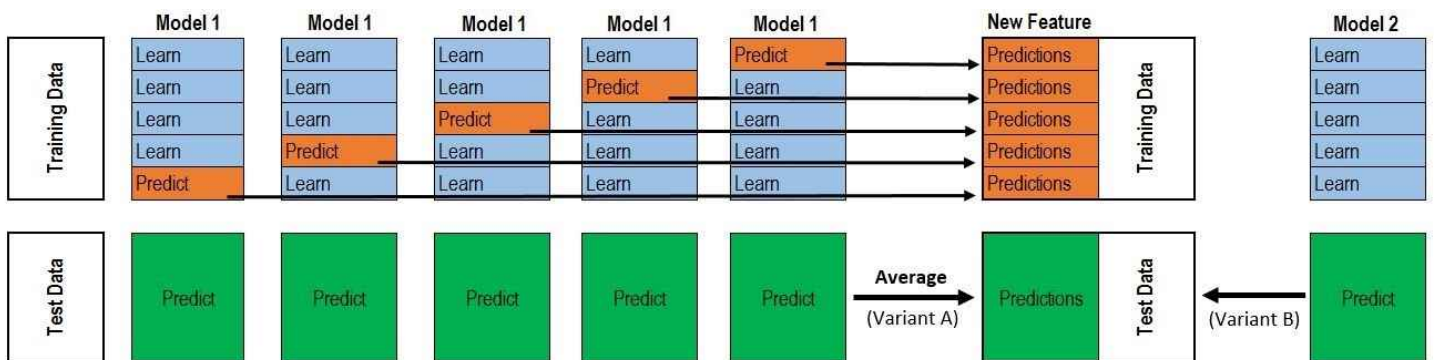 Model 1 Model 1 Model 1 Model 1 Model 1 New Feature Model 2
Training Data
Learn Learn Learn Learn Predict Predictions Learn
Learn Learn Learn Predict Learn Predictions Learn
Learn Learn Predict Learn Learn Predictions Learn
Learn Predict Learn Learn Learn Predictions Learn
Predict Learn Learn Learn Learn Predictions Learn
Training Data
Test Data
Predict Predict Predict Predict Predict
Average
(Variant A)
Predictions
Test Data
(Variant B)
Predict